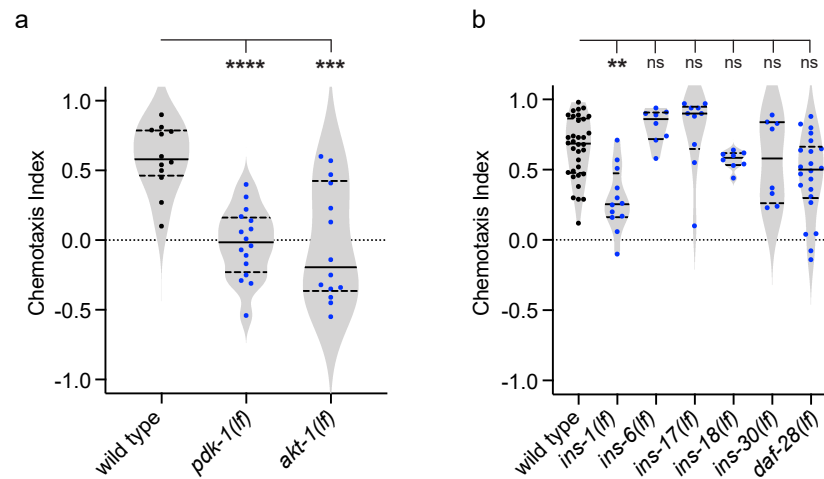 a
**** ***
1.0
0.5
0.0
-0.5
-1.0
Chemotaxis Index
wild type
pdk-1(lf)
akt-1(lf)
b
** ns ns ns ns ns
1.0
0.5
0.0
-0.5
-1.0
Chemotaxis Index
wild type
ins-1(lf)
ins-6(lf)
ins-17(lf)
ins-18(lf)
ins-30(lf)
daf-28(lf)